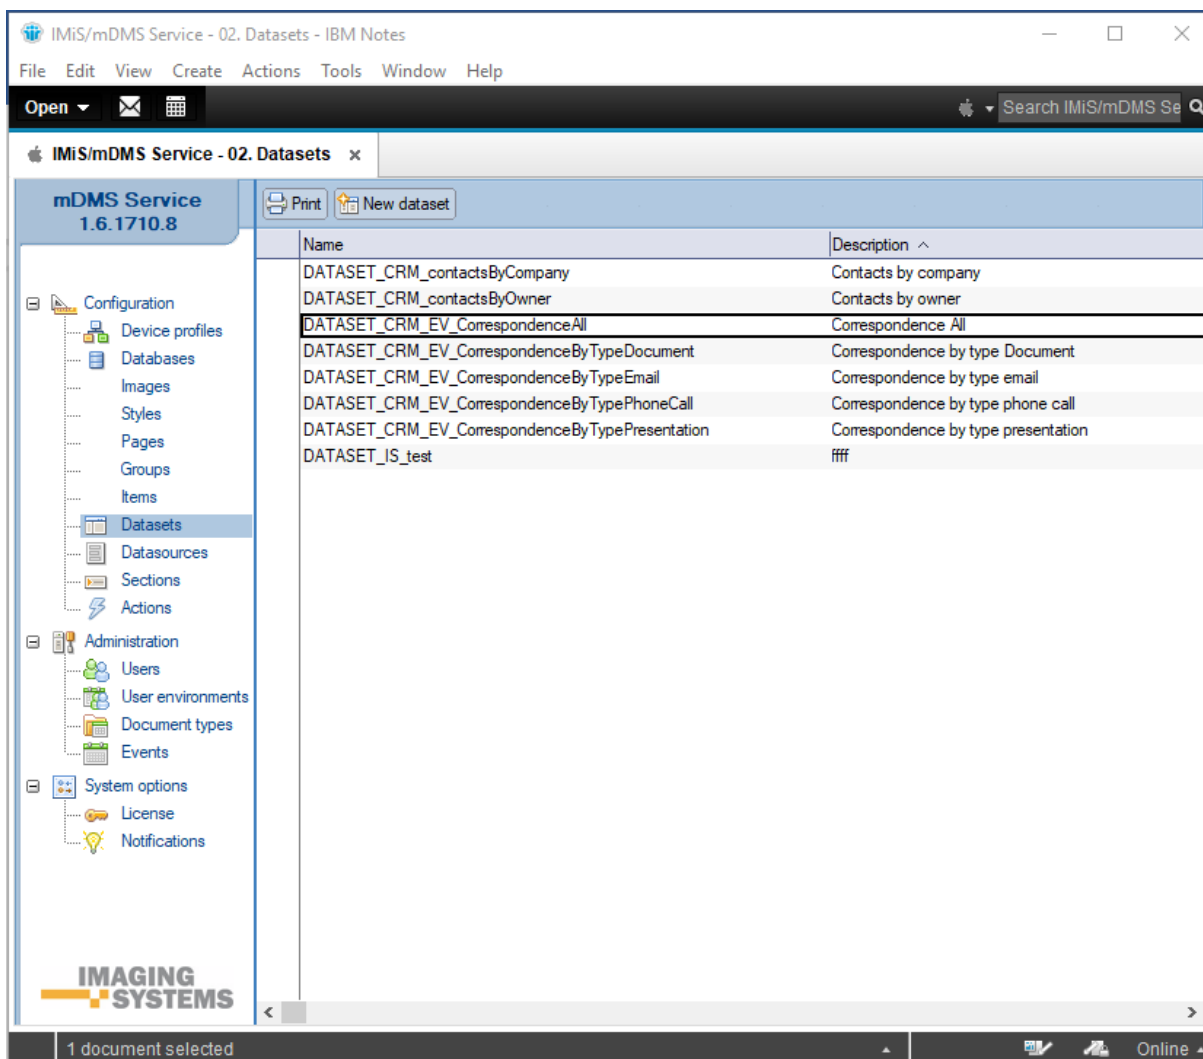 IMiS/mDMS Service - 02. Datasets - IBM Notes
File Edit View Create Actions Tools Window Help
Open Search IMiS/mDMS Se
IMiS/mDMS Service - 02. Datasets
mDMS Service
1.6.1710.8
Configuration
Device profiles
Databases
Images
Styles
Pages
Groups
Items
Datasets
Datasources
Sections
Actions
Administration
Users
User environments
Document types
Events
System options
License
Notifications
IMAGING
SYSTEMS
Print New dataset
Name Description
DATASET_CRM_contactsByCompany Contacts by company
DATASET_CRM_contactsByOwner Contacts by owner
DATASET_CRM_EV_CorrespondenceAll Correspondence All
DATASET_CRM_EV_CorrespondenceByTypeDocument Correspondence by type Document
DATASET_CRM_EV_CorrespondenceByTypeEmail Correspondence by type email
DATASET_CRM_EV_CorrespondenceByTypePhoneCall Correspondence by type phone call
DATASET_CRM_EV_CorrespondenceByTypePresentation Correspondence by type presentation
DATASET_IS_test ffff
1 document selected Online